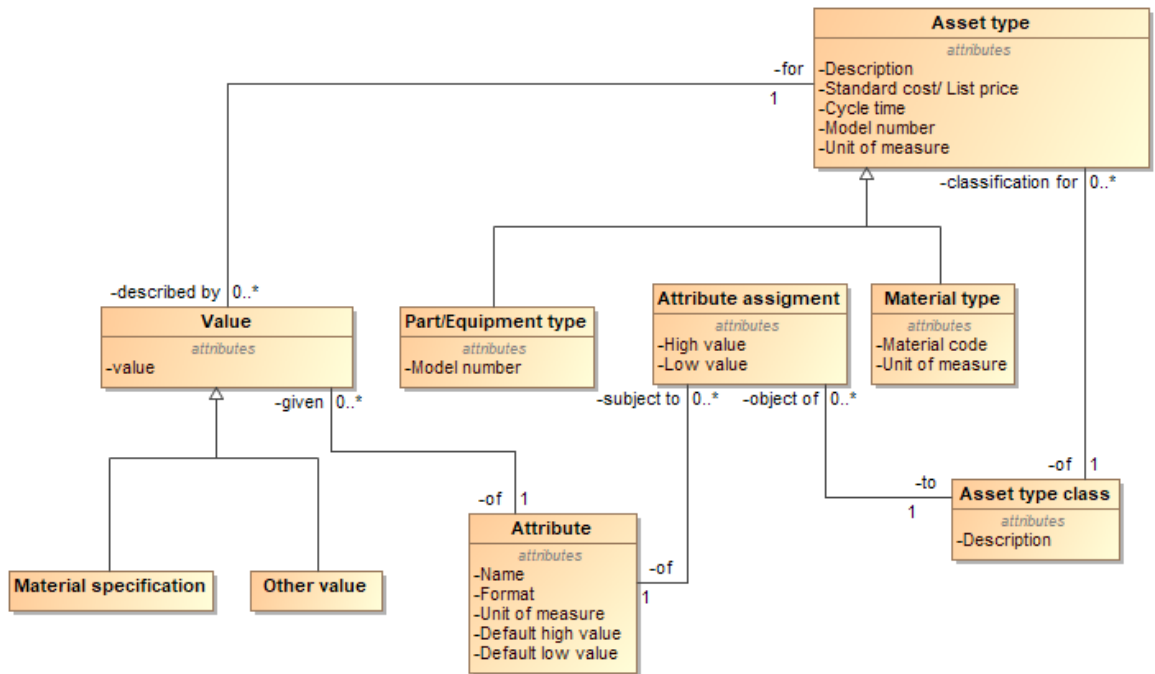 Asset type
attributes
-Description
-Standard cost/ List price
-Cycle time
-Model number
-Unit of measure
-for
1
-classification for 0..*
-described by 0..*
Value
attributes
-value
Part/Equipment type
attributes
-Model number
Attribute assigment
attributes
-High value
-Low value
Material type
attributes
-Material code
-Unit of measure
-given 0..*
-subject to 0..*
-object of 0..*
-of 1
-to
1
Asset type class
attributes
-Description
-of 1
Attribute
attributes
-Name
-Format
-Unit of measure
-Default high value
-Default low value
-of
1
Material specification
Other value